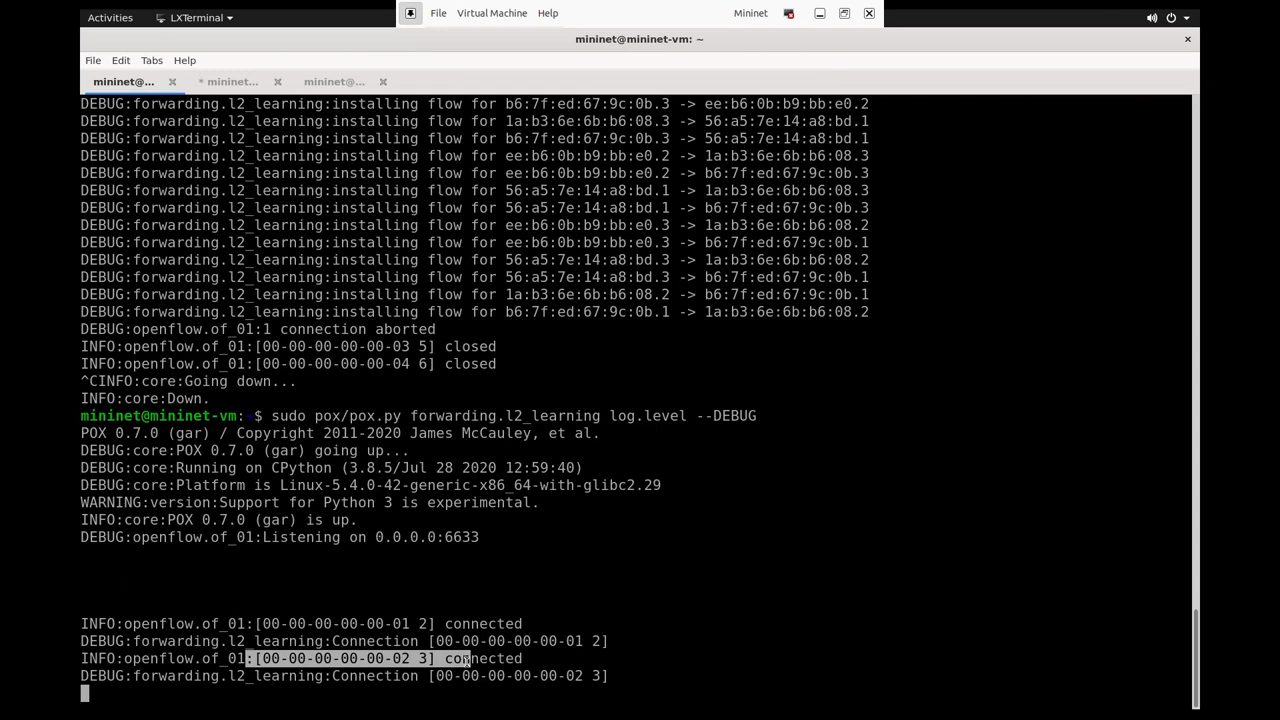 Activities
LXTerminal
File
Virtual Machine
Help
Mininet
mininet@mininet-vm: ~
File Edit Tabs Help
mininet@...
* mininet...
mininet@...
DEBUG:forwarding.l2_learning:installing flow for b6:7f:ed:67:9c:0b.3 -> ee:b6:0b:b9:bb:e0.2
DEBUG:forwarding.l2_learning:installing flow for 1a:b3:6e:6b:b6:08.3 -> 56:a5:7e:14:a8:bd.1
DEBUG:forwarding.l2_learning:installing flow for b6:7f:ed:67:9c:0b.3 -> 56:a5:7e:14:a8:bd.1
DEBUG:forwarding.l2_learning:installing flow for ee:b6:0b:b9:bb:e0.2 -> 1a:b3:6e:6b:b6:08.3
DEBUG:forwarding.l2_learning:installing flow for ee:b6:0b:b9:bb:e0.2 -> b6:7f:ed:67:9c:0b.3
DEBUG:forwarding.l2_learning:installing flow for 56:a5:7e:14:a8:bd.1 -> 1a:b3:6e:6b:b6:08.3
DEBUG:forwarding.l2_learning:installing flow for 56:a5:7e:14:a8:bd.1 -> b6:7f:ed:67:9c:0b.3
DEBUG:forwarding.l2_learning:installing flow for ee:b6:0b:b9:bb:e0.3 -> 1a:b3:6e:6b:b6:08.2
DEBUG:forwarding.l2_learning:installing flow for ee:b6:0b:b9:bb:e0.3 -> b6:7f:ed:67:9c:0b.1
DEBUG:forwarding.l2_learning:installing flow for 56:a5:7e:14:a8:bd.3 -> 1a:b3:6e:6b:b6:08.2
DEBUG:forwarding.l2_learning:installing flow for 56:a5:7e:14:a8:bd.3 -> b6:7f:ed:67:9c:0b.1
DEBUG:forwarding.l2_learning:installing flow for 1a:b3:6e:6b:b6:08.2 -> b6:7f:ed:67:9c:0b.1
DEBUG:forwarding.l2_learning:installing flow for b6:7f:ed:67:9c:0b.1 -> 1a:b3:6e:6b:b6:08.2
DEBUG:openflow.of_01:1 connection aborted
INFO:openflow.of_01:[00-00-00-00-00-03 5] closed
INFO:openflow.of_01:[00-00-00-00-00-04 6] closed
^CINFO:core:Going down...
INFO:core:Down.
mininet@mininet-vm:~$ sudo pox/pox.py forwarding.l2_learning log.level --DEBUG
POX 0.7.0 (gar) / Copyright 2011-2020 James McCauley, et al.
DEBUG:core:POX 0.7.0 (gar) going up...
DEBUG:core:Running on CPython (3.8.5/Jul 28 2020 12:59:40)
DEBUG:core:Platform is Linux-5.4.0-42-generic-x86_64-with-glibc2.29
WARNING:version:Support for Python 3 is experimental.
INFO:core:POX 0.7.0 (gar) is up.
DEBUG:openflow.of_01:Listening on 0.0.0.0:6633
INFO:openflow.of_01:[00-00-00-00-00-01 2] connected
DEBUG:forwarding.l2_learning:Connection [00-00-00-00-00-01 2]
INFO:openflow.of_01:[00-00-00-00-00-02 3] connected
DEBUG:forwarding.l2_learning:Connection [00-00-00-00-00-02 3]